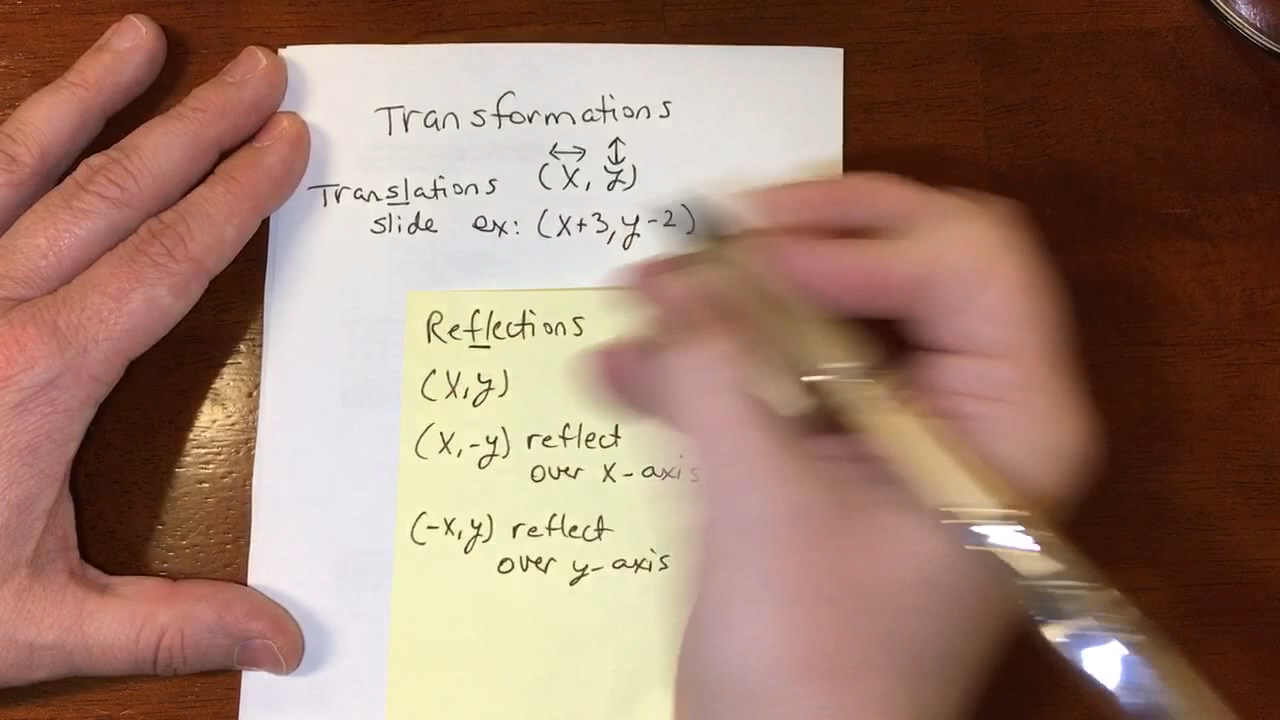 Transformations
↔ ↕
Translations (x, y)
slide ex: (x+3, y-2)
Reflections
(x,y)
(x,-y) reflect
over x-axis
(-x,y) reflect
over y-axis